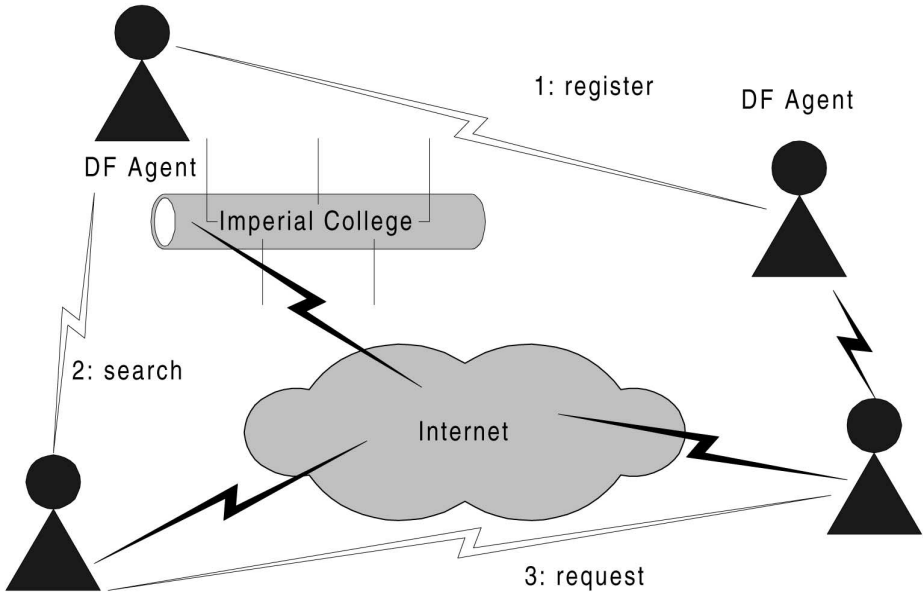 1: register
DF Agent
DF Agent
Imperial College
2: search
Internet
3: request